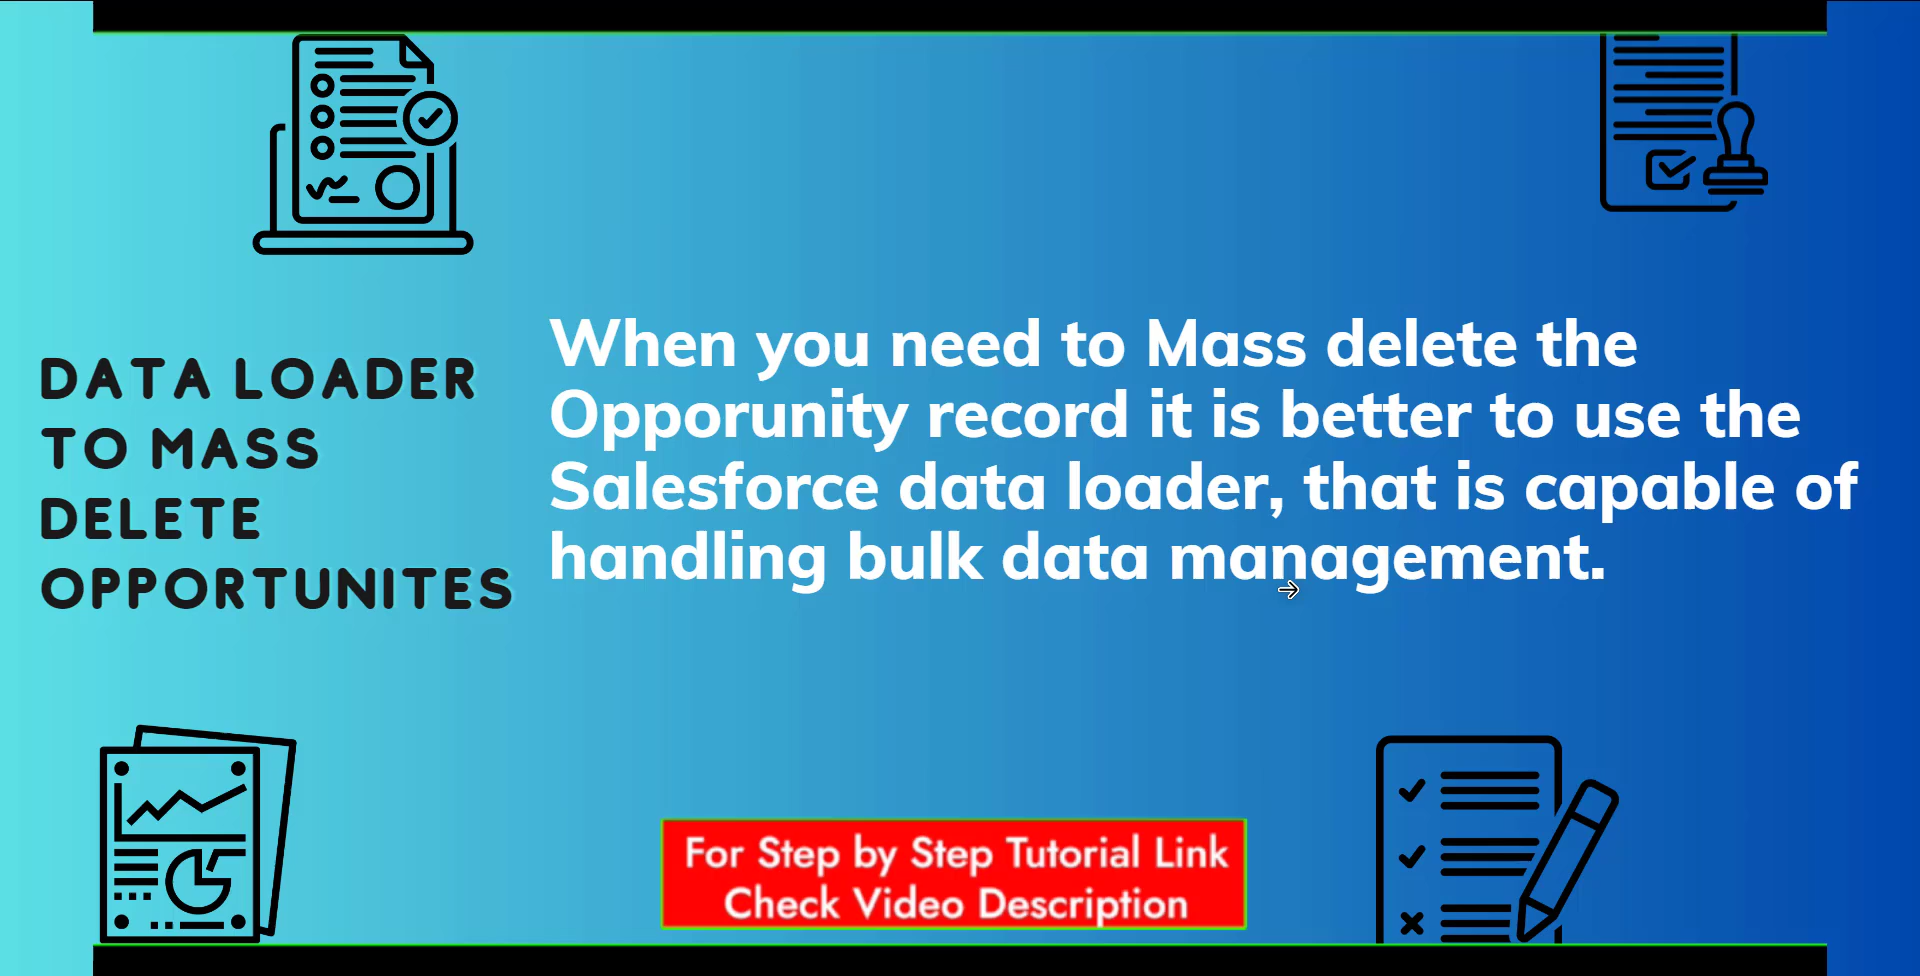 DATA LOADER
TO MASS
DELETE
OPPORTUNITES
When you need to Mass delete the
Opporunity record it is better to use the
Salesforce data loader, that is capable of
handling bulk data management.
For Step by Step Tutorial Link
Check Video Description